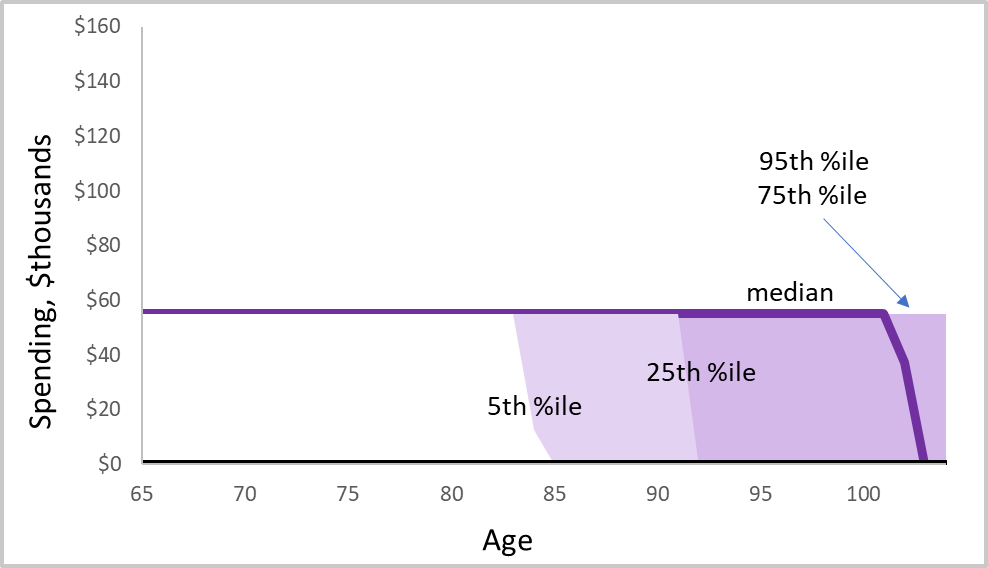 $160
$140
$120
$100
$80
$60
$40
$20
$0
Spending, $thousands
95th %ile
75th %ile
median
25th %ile
5th %ile
65 70 75 80 85 90 95 100
Age